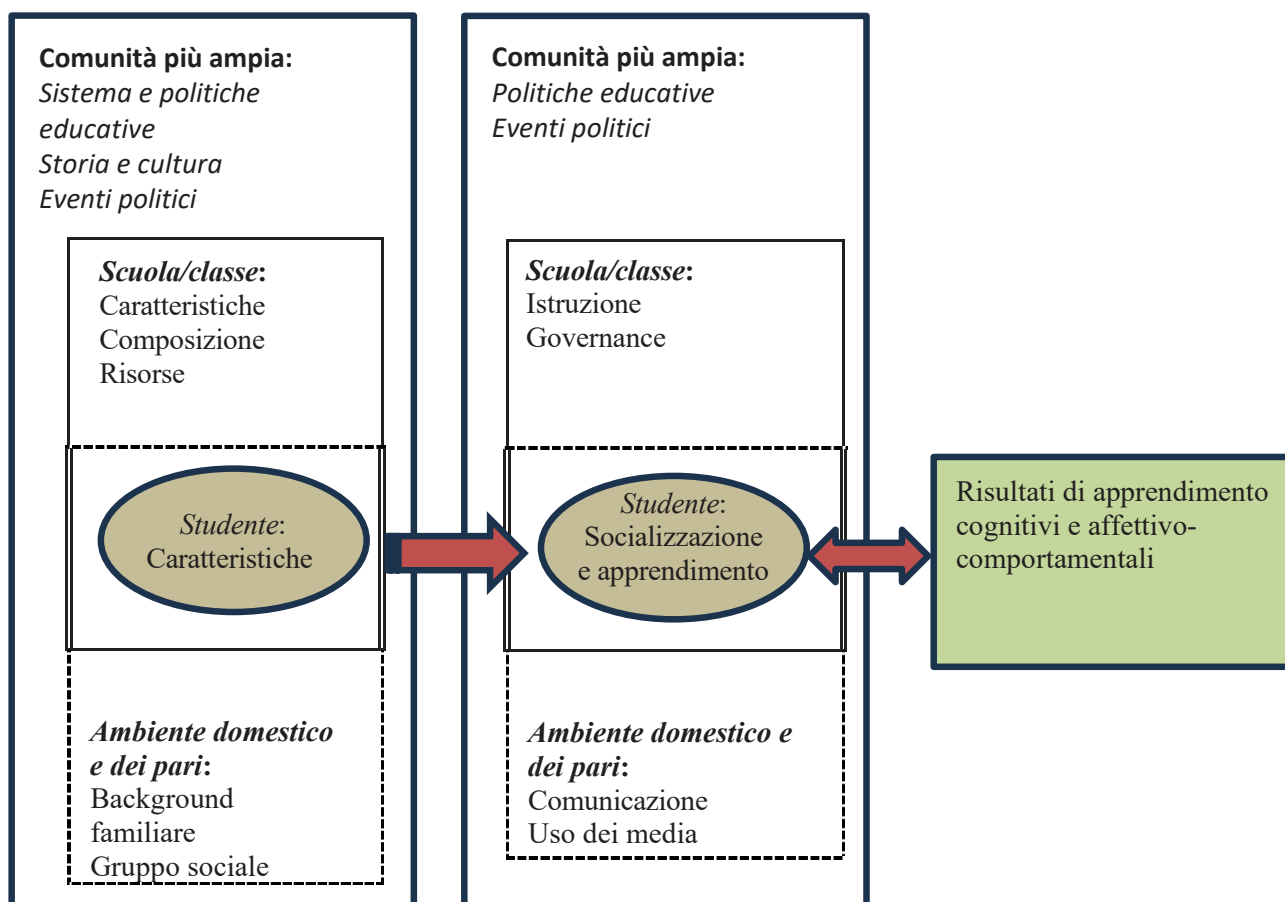 Comunità più ampia:
Sistema e politiche
educative
Storia e cultura
Eventi politici
Scuola/classe:
Caratteristiche
Composizione
Risorse
Studente:
Caratteristiche
Ambiente domestico
e dei pari:
Background
familiare
Gruppo sociale
Comunità più ampia:
Politiche educative
Eventi politici
Scuola/classe:
Istruzione
Governance
Studente:
Socializzazione
e apprendimento
Ambiente domestico e
dei pari:
Comunicazione
Uso dei media
Risultati di apprendimento
cognitivi e affettivo-
comportamentali